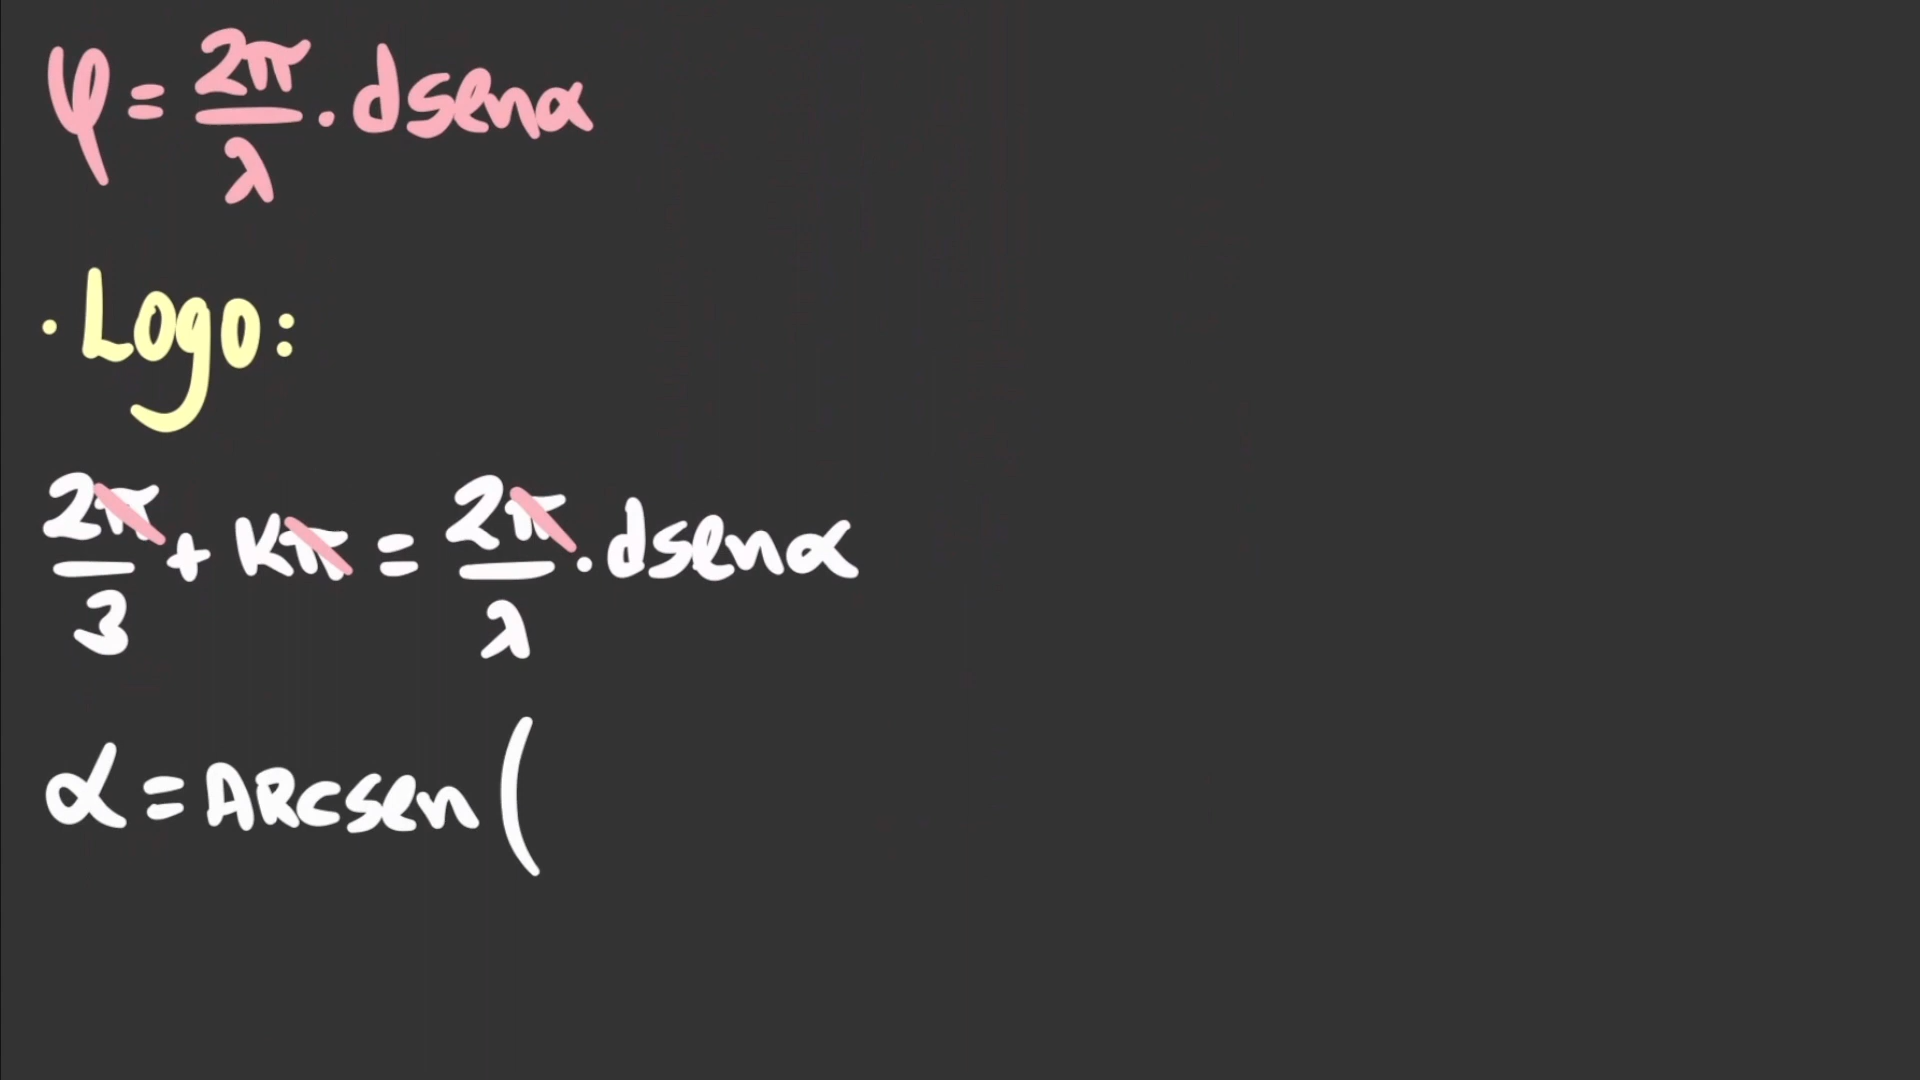 φ = 2π/λ . dsenα
· Logo:
2π/3 + Kπ = 2π/λ . dsenα
α = ARcsen (